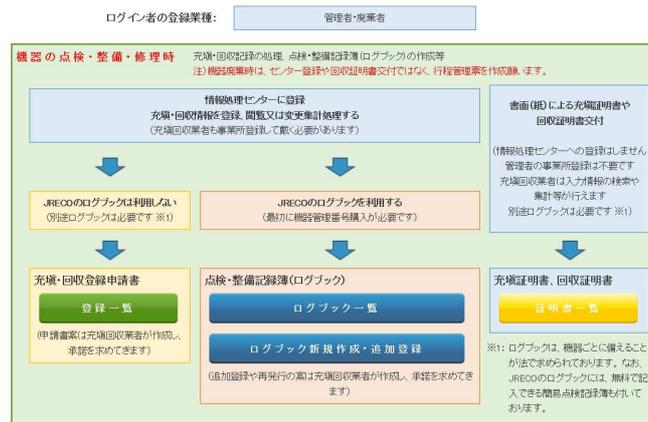 ログイン者の登録業種:
管理者・廃棄者
機器の点検・整備・修理時
充填・回収記録の処理、点検・整備記録簿(ログブック)の作成等
注)機器廃棄時は、センター登録や回収証明書交付ではなく、行程管理票を作成願います。
情報処理センターに登録
充填・回収情報を登録、閲覧又は変更集計処理する
(充填回収業者も事業所登録して戴く必要があります)
書面(紙)による充填証明書や
回収証明書交付
(情報処理センターへの登録はしません
管理者の事業所登録は不要です
充填回収業者は入力情報の検索や
集計等が行えます
別途ログブックは必要です ※1)
JRECOのログブックは利用しない
(別途ログブックは必要です ※1)
JRECOのログブックを利用する
(最初に機器管理番号購入が必要です)
充填・回収登録申請書
登録一覧
(申請書案は充填回収業者が作成し、
承諾を求めてきます)
点検・整備記録簿(ログブック)
ログブック一覧
ログブック新規作成・追加登録
(追加登録や再発行の案は充填回収業者が作成し、承諾を求めてき
ます)
充填証明書、回収証明書
証明書一覧
※1: ログブックは、機器ごとに備えること
が法で求められております。なお、
JRECOのログブックには、無料で記
入できる簡易点検記録簿も付いて
おります。